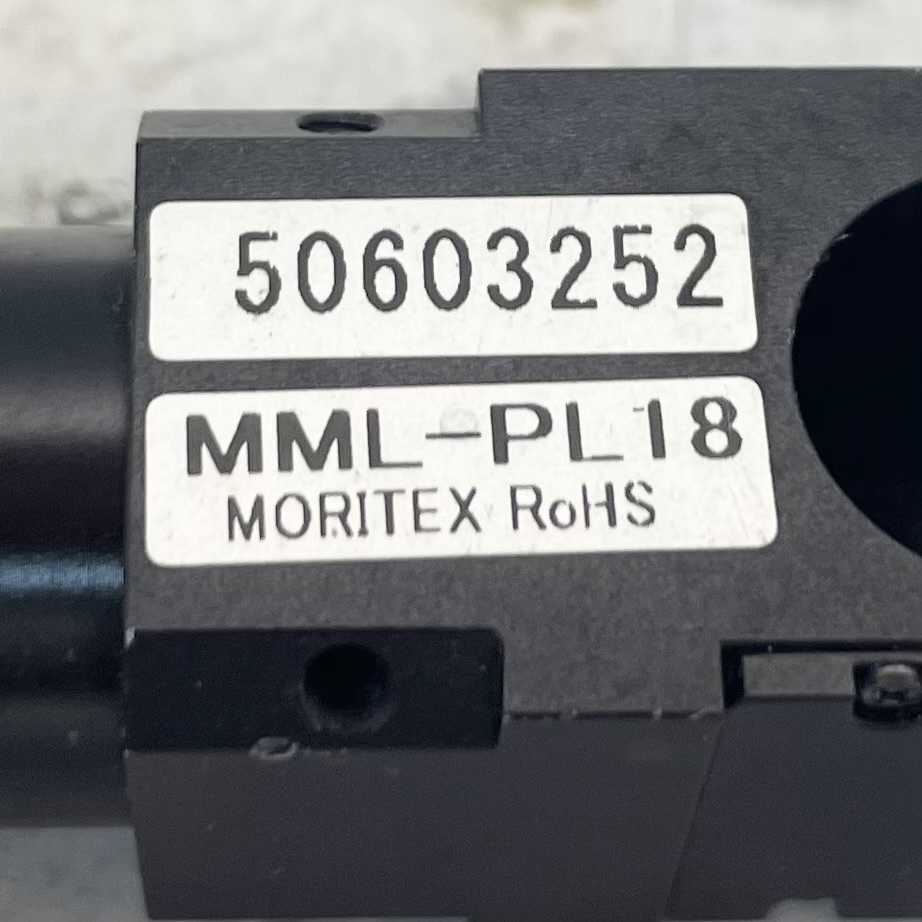 50603252
MML-PL18
MORITEX RoHS